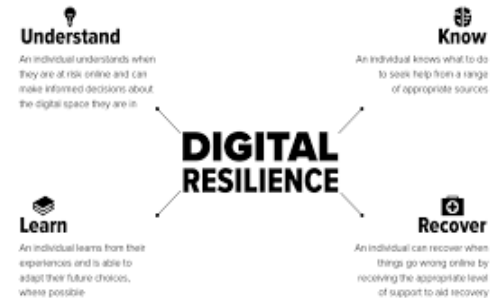 Understand
An individual understands when
they are at risk online and can
make informed decisions about
the digital space they are in
Know
An individual knows what to do
to seek help from a range
of appropriate sources
DIGITAL
RESILIENCE
Learn
An individual learns from their
experiences and is able to
adapt their future choices,
where possible
Recover
An individual can recover when
things go wrong online by
receiving the appropriate level
of support to aid recovery